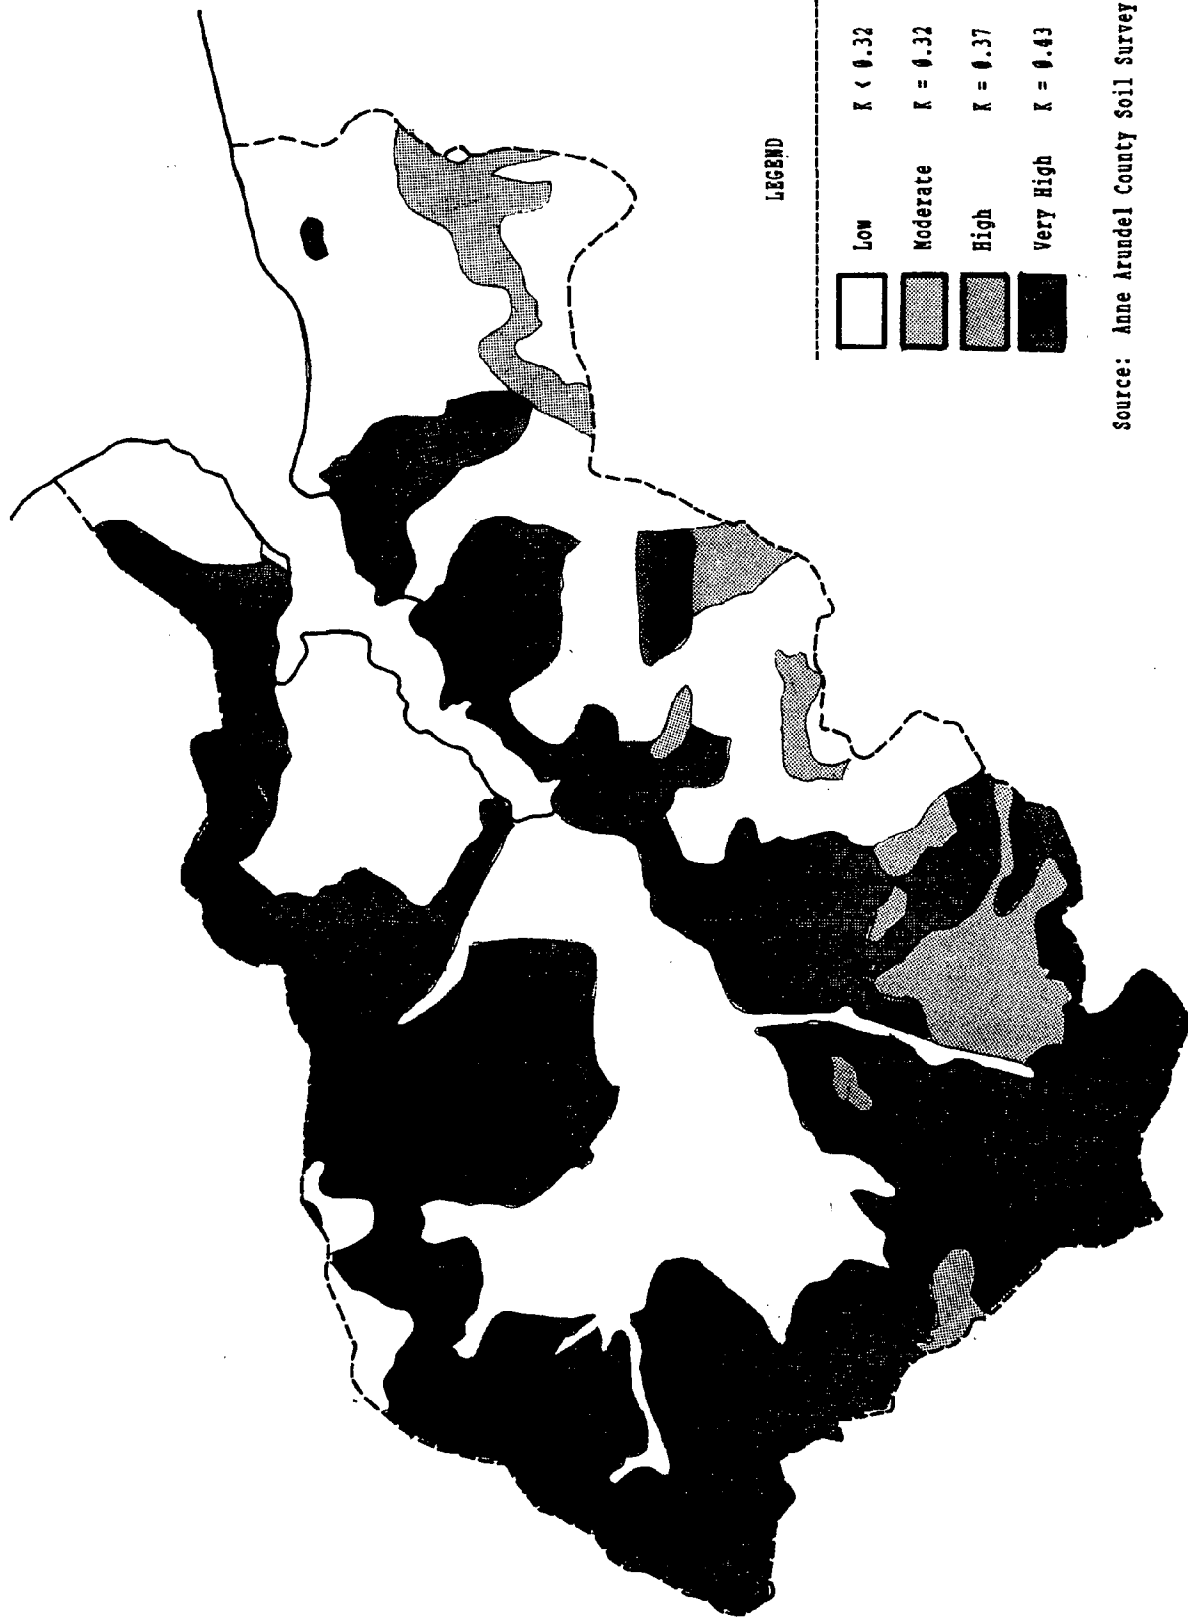 LEGEND
Low K < 0.32
Moderate K = 0.32
High K = 0.37
Very High K = 0.43
Source: Anne Arundel County Soil Survey